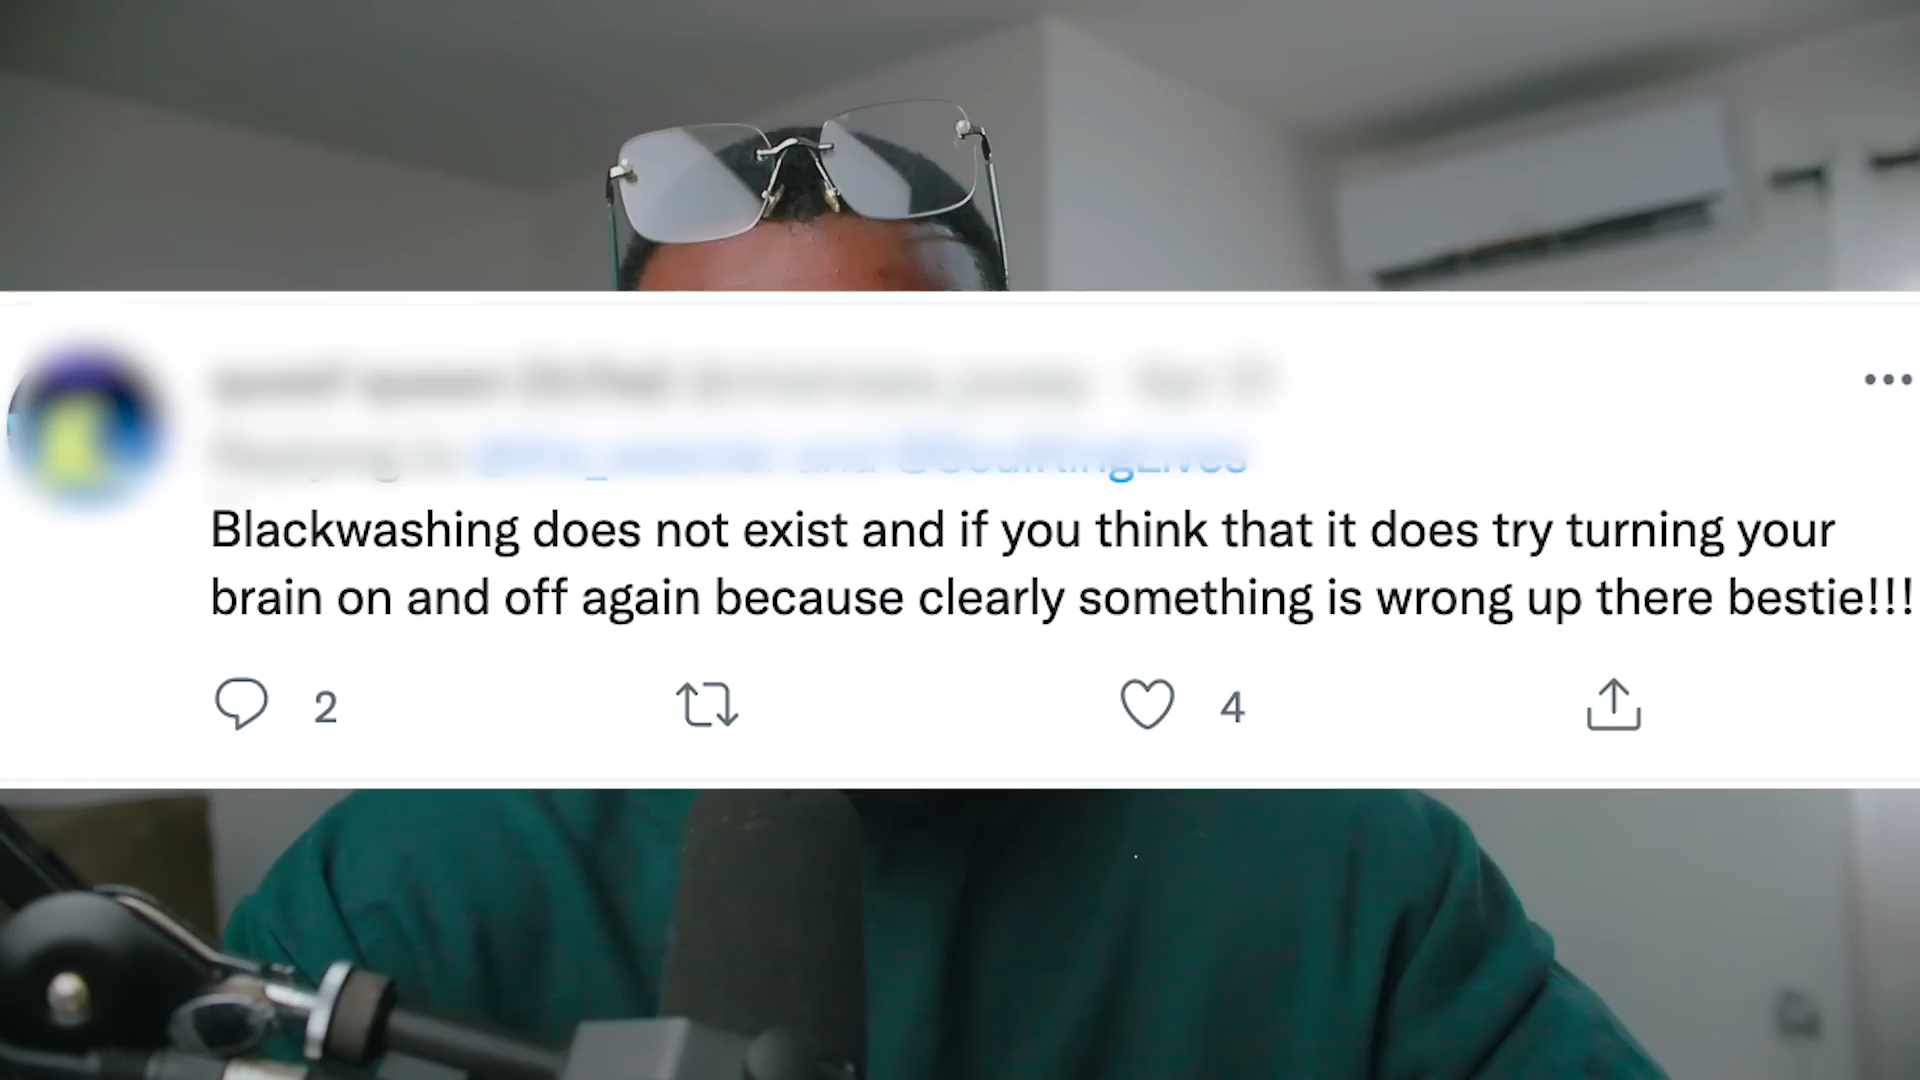 Blackwashing does not exist and if you think that it does try turning your
brain on and off again because clearly something is wrong up there bestie!!!
2
4